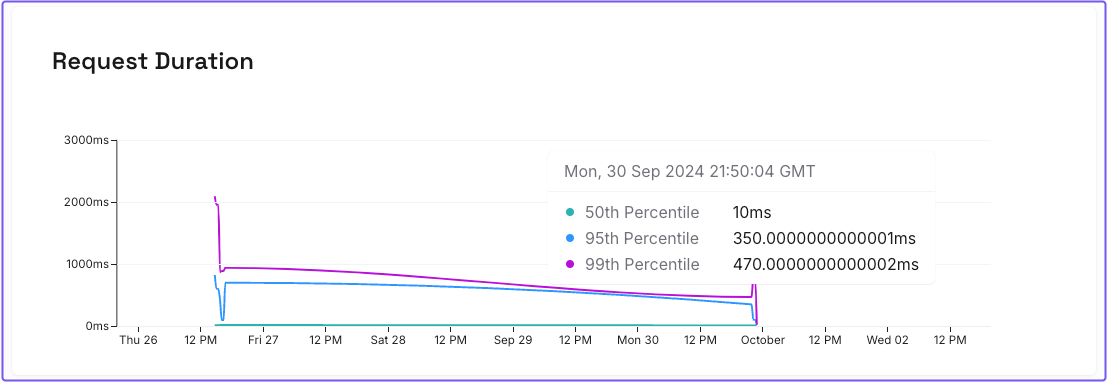 Request Duration
3000ms
Mon, 30 Sep 2024 21:50:04 GMT
2000ms
50th Percentile 10ms
95th Percentile 350.0000000000001ms
1000ms
99th Percentile 470.0000000000002ms
0ms
Thu 26 12 PM Fri 27 12 PM Sat 28 12 PM Sep 29 12 PM Mon 30 12 PM October 12 PM Wed 02 12 PM